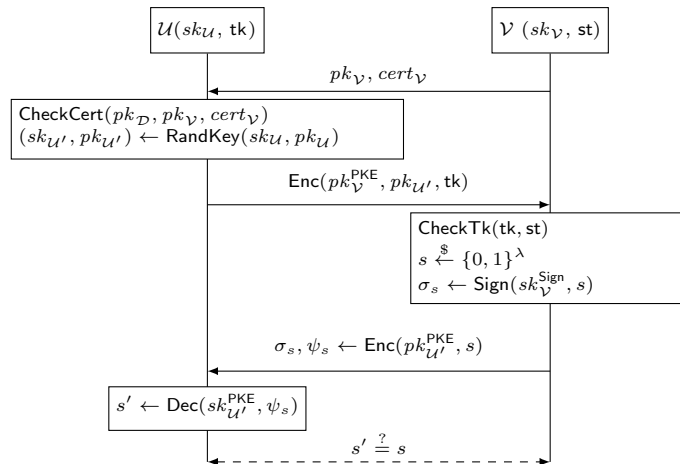 𝒰(sk_𝒰, tk)
𝒱 (sk_𝒱, st)
pk_𝒱, cert_𝒱
CheckCert(pk_𝒟, pk_𝒱, cert_𝒱)
(sk_𝒰′, pk_𝒰′) ← RandKey(sk_𝒰, pk_𝒰)
Enc(pk_𝒱^PKE, pk_𝒰′, tk)
CheckTk(tk, st)
s ←$ {0, 1}^λ
σ_s ← Sign(sk_𝒱^Sign, s)
σ_s, ψ_s ← Enc(pk_𝒰′^PKE, s)
s′ ← Dec(sk_𝒰′^PKE, ψ_s)
s′ ≟ s